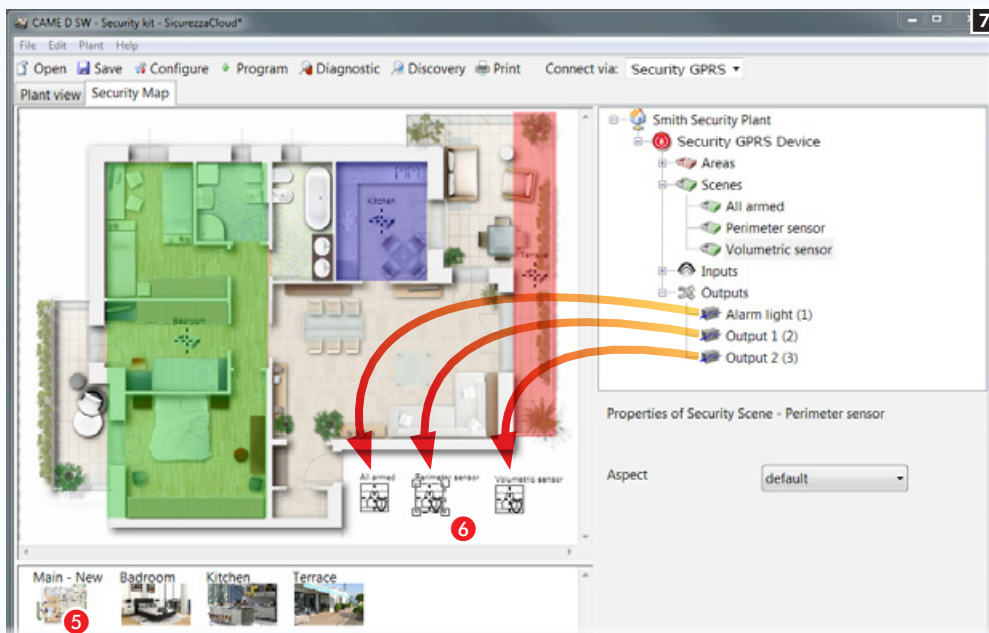 CAME D SW - Security kit - SicurezzaCloud*
7
File Edit Plant Help
Open Save Configure Program Diagnostic Discovery Print Connect via: Security GPRS
Plant view Security Map
Smith Security Plant
Security GPRS Device
Areas
Scenes
All armed
Perimeter sensor
Volumetric sensor
Inputs
Outputs
Alarm light (1)
Output 1 (2)
Output 2 (3)
Kitchen
Terrace
Badroom
All armed Perimeter sensor Volumetric sensor
6
Properties of Security Scene - Perimeter sensor
Aspect default
Main - New Badroom Kitchen Terrace
5